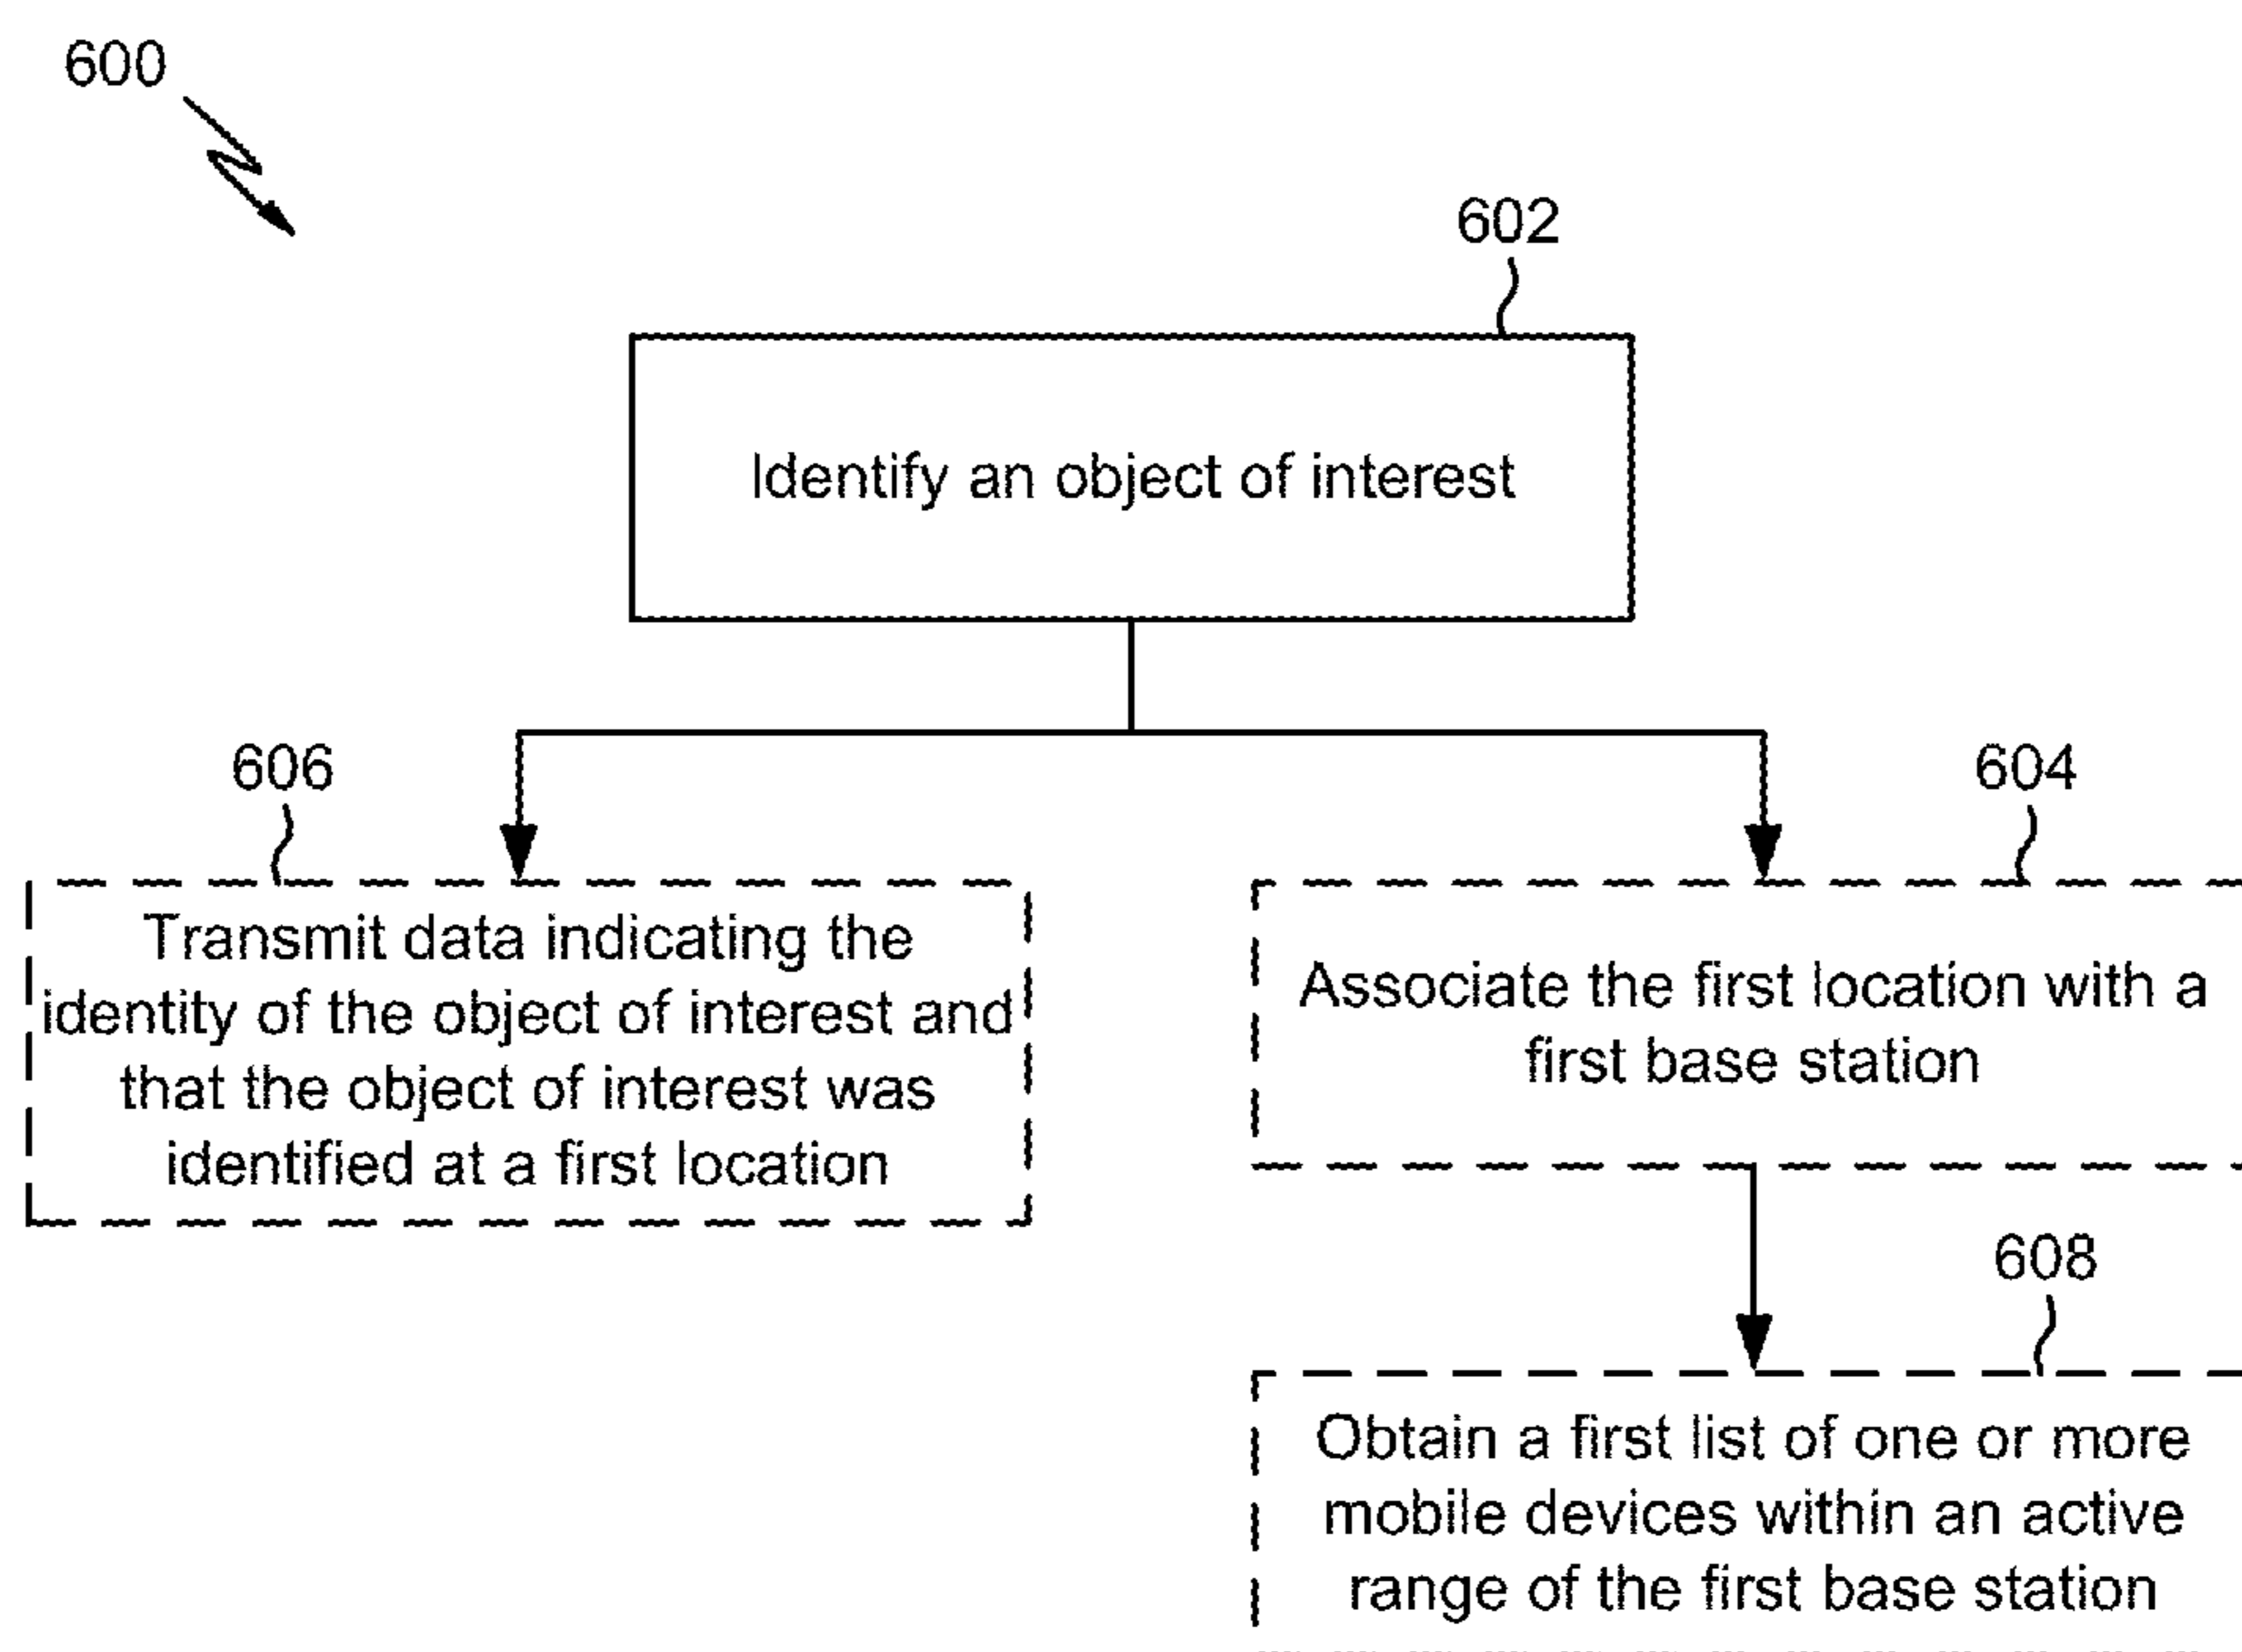 600
602
Identify an object of interest
606
Transmit data indicating the
identity of the object of interest and
that the object of interest was
identified at a first location
604
Associate the first location with a
first base station
608
Obtain a first list of one or more
mobile devices within an active
range of the first base station